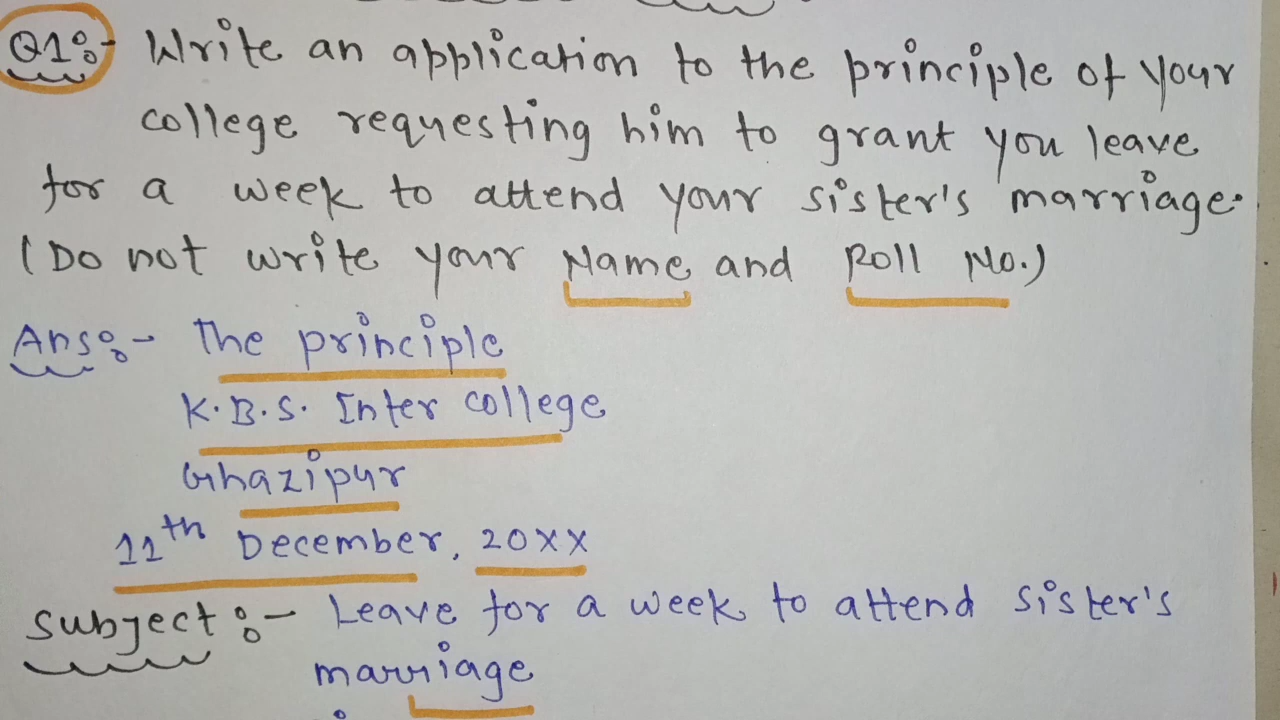 Q1:- Write an application to the principle of your
college requesting him to grant you leave
for a week to attend your sister's marriage.
(Do not write your Name and Roll No.)
Ans:- The principle
K.B.S. Inter college
Ghazipur
11th December, 20XX
Subject:- Leave for a week to attend sister's
marriage